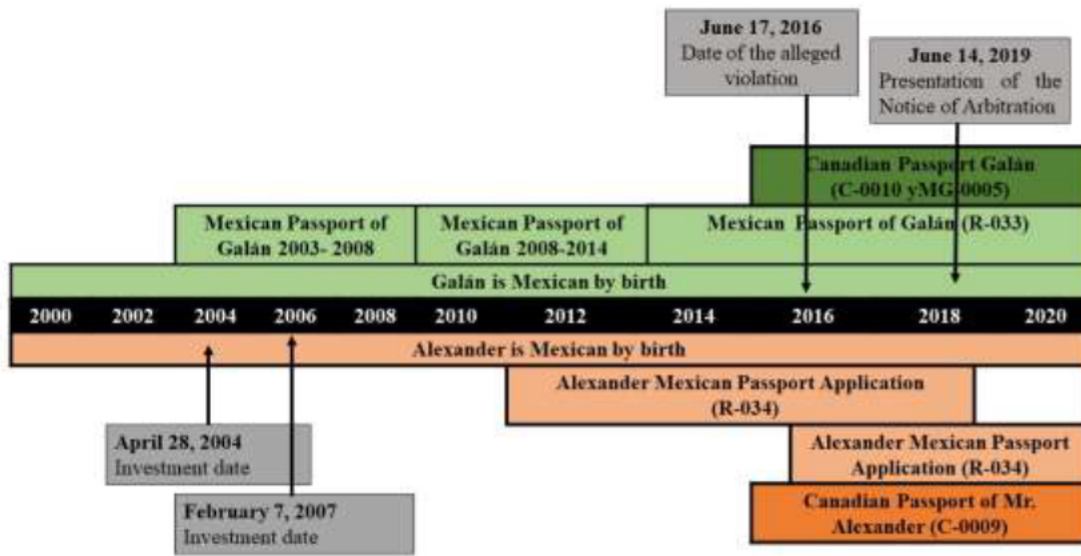 June 17, 2016
Date of the alleged
violation
June 14, 2019
Presentation of the
Notice of Arbitration
Canadian Passport Galán
(C-0010 yMG-0005)
Mexican Passport of
Galán 2003- 2008
Mexican Passport of
Galán 2008-2014
Mexican Passport of Galán (R-033)
Galán is Mexican by birth
2000 2002 2004 2006 2008 2010 2012 2014 2016 2018 2020
Alexander is Mexican by birth
Alexander Mexican Passport Application
(R-034)
April 28, 2004
Investment date
Alexander Mexican Passport
Application (R-034)
February 7, 2007
Investment date
Canadian Passport of Mr.
Alexander (C-0009)